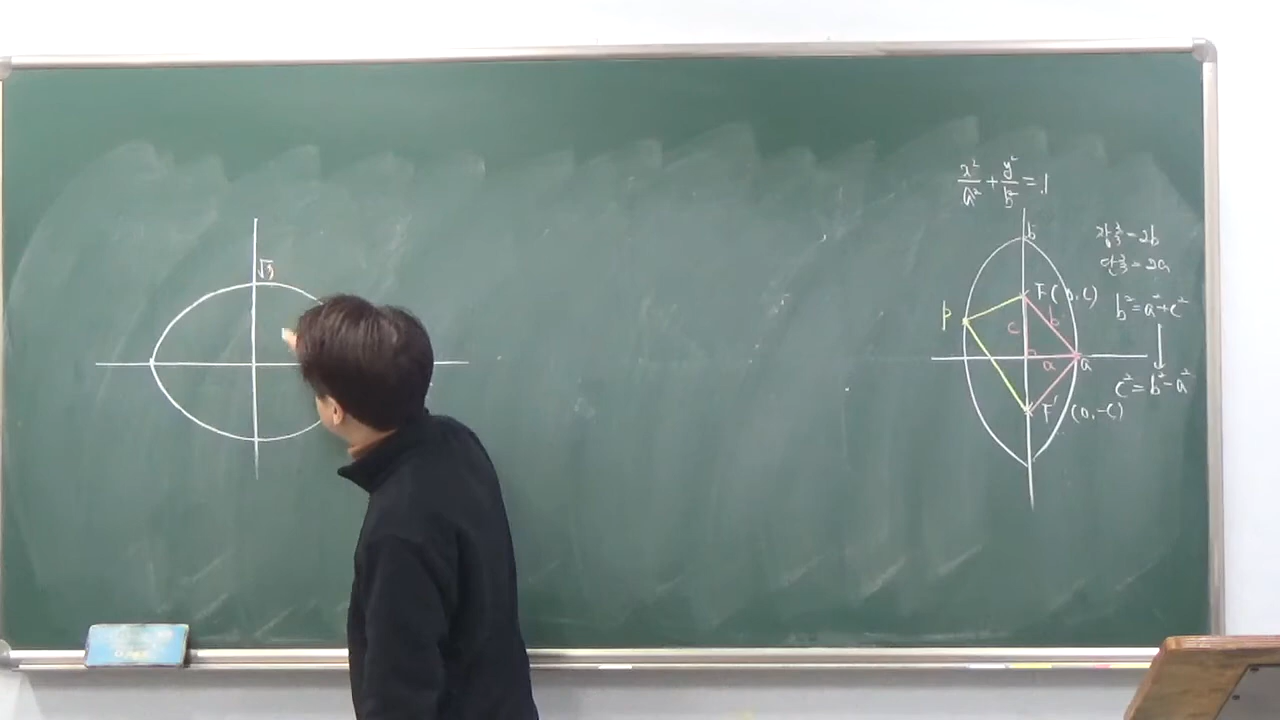 √3
x²/a² + y²/b² = 1
b
장축 = 2b
단축 = 2a
F(0,c)
b² = a² + c²
P
c
b
a
a
c² = b² - a²
F'(0,-c)